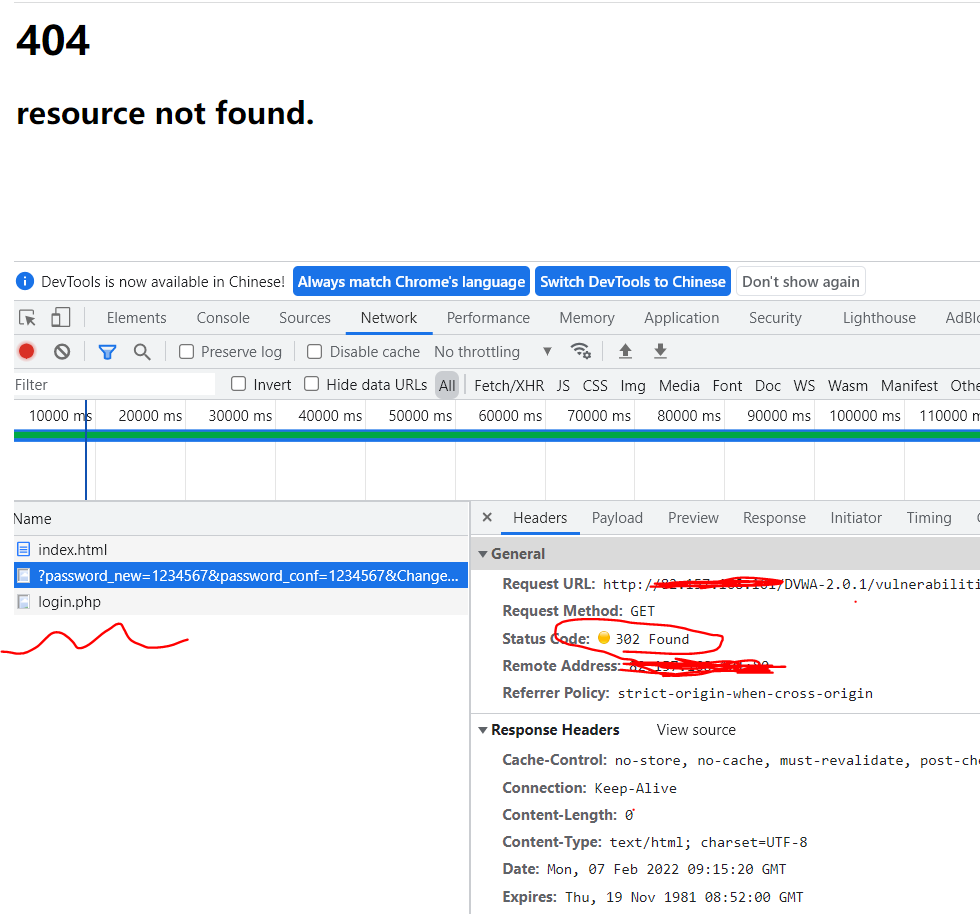 404
resource not found.
DevTools is now available in Chinese! Always match Chrome's language Switch DevTools to Chinese Don't show again
Elements Console Sources Network Performance Memory Application Security Lighthouse AdBlo
Preserve log Disable cache No throttling
Filter Invert Hide data URLs All Fetch/XHR JS CSS Img Media Font Doc WS Wasm Manifest Othe
10000 ms 20000 ms 30000 ms 40000 ms 50000 ms 60000 ms 70000 ms 80000 ms 90000 ms 100000 ms 110000 m
Name
index.html
?password_new=1234567&password_conf=1234567&Change...
login.php
Headers Payload Preview Response Initiator Timing
General
Request URL: http:/ /DVWA-2.0.1/vulnerabiliti
Request Method: GET
Status Code: 302 Found
Remote Address:
Referrer Policy: strict-origin-when-cross-origin
Response Headers View source
Cache-Control: no-store, no-cache, must-revalidate, post-che
Connection: Keep-Alive
Content-Length: 0
Content-Type: text/html; charset=UTF-8
Date: Mon, 07 Feb 2022 09:15:20 GMT
Expires: Thu, 19 Nov 1981 08:52:00 GMT